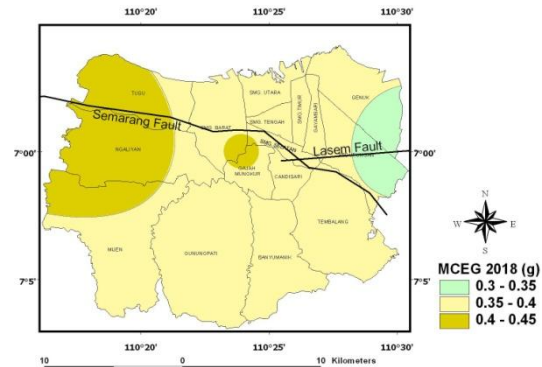 110°20' 110°25' 110°30'
TUGU
SMG. UTARA
GENUK
SMG. TIMUR
GAYAMSARI
Semarang Fault
SMG. BARAT
SMG. TENGAH
7°00'
NGALIYAN
SMG. SELATAN
Lasem Fault
7°00'
GAJAH MUNGKUR
CANDISARI
TEMBALANG
MIJEN
GUNUNGPATI
BANYUMANIK
7°5'
7°5'
110°20' 110°25' 110°30'
10 0 10 Kilometers
N
W E
S
MCEG 2018 (g)
0.3 - 0.35
0.35 - 0.4
0.4 - 0.45